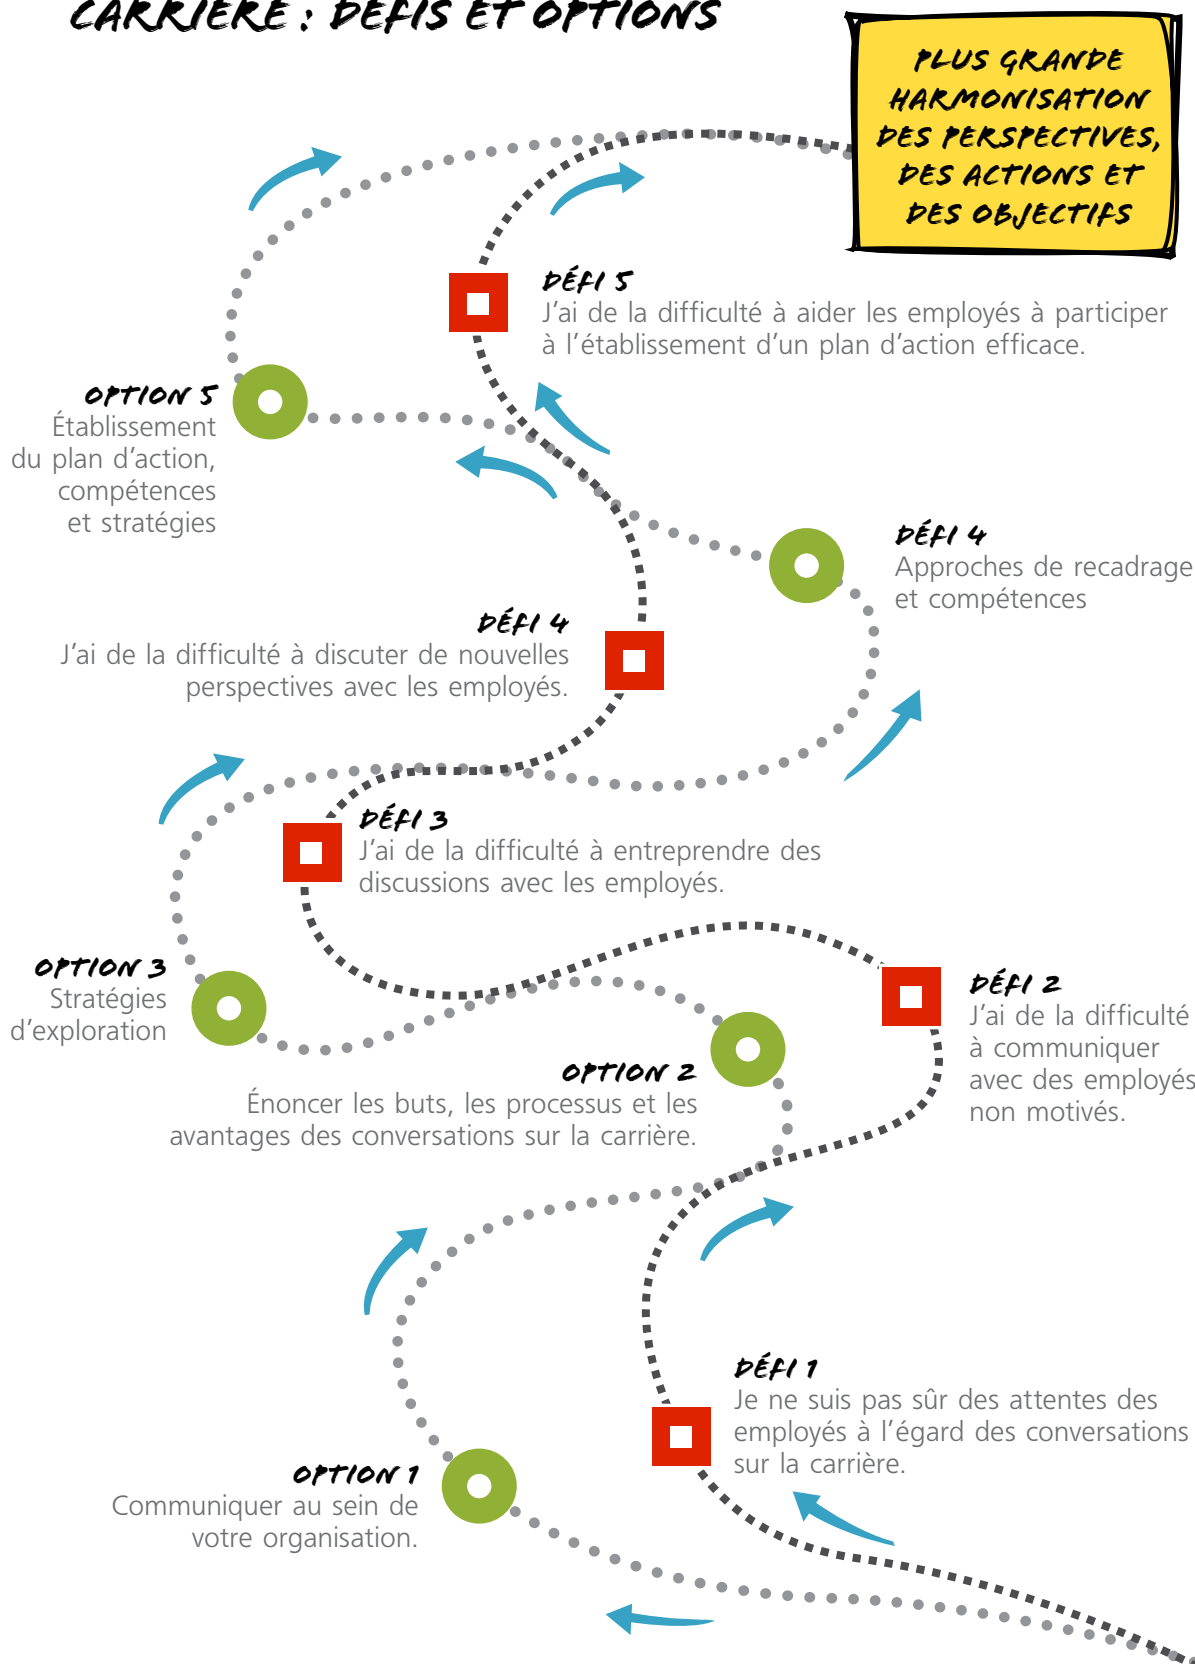 CARRIÈRE : DÉFIS ET OPTIONS
PLUS GRANDE
HARMONISATION
DES PERSPECTIVES,
DES ACTIONS ET
DES OBJECTIFS
DÉFI 5
J'ai de la difficulté à aider les employés à participer
à l'établissement d'un plan d'action efficace.
OPTION 5
Établissement
du plan d'action,
compétences
et stratégies
DÉFI 4
Approches de recadrage
et compétences
DÉFI 4
J'ai de la difficulté à discuter de nouvelles
perspectives avec les employés.
DÉFI 3
J'ai de la difficulté à entreprendre des
discussions avec les employés.
OPTION 3
Stratégies
d'exploration
DÉFI 2
J'ai de la difficulté
à communiquer
avec des employés
non motivés.
OPTION 2
Énoncer les buts, les processus et les
avantages des conversations sur la carrière.
DÉFI 1
Je ne suis pas sûr des attentes des
employés à l'égard des conversations
sur la carrière.
OPTION 1
Communiquer au sein de
votre organisation.